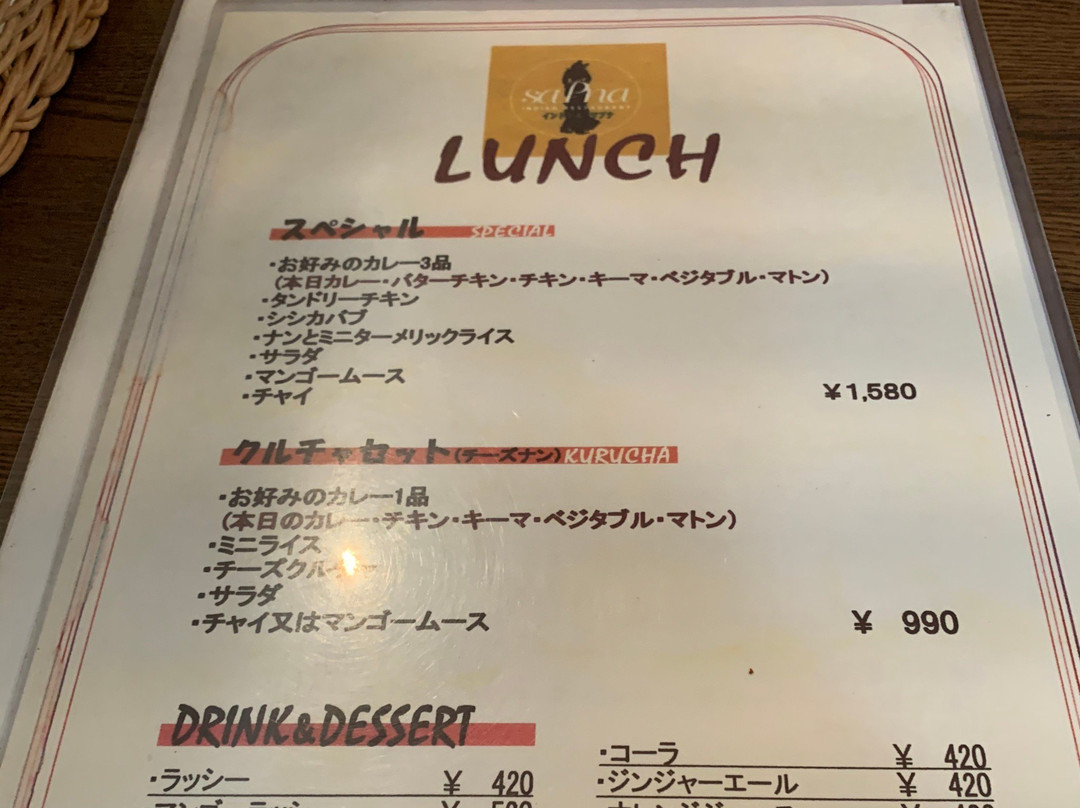 sapna
INDIAN RESTAURANT
LUNCH
スペシャル SPECIAL
・お好みのカレー3品
（本日カレー・バターチキン・チキン・キーマ・ベジタブル・マトン）
・タンドリーチキン
・シシカバブ
・ナンとミニターメリックライス
・サラダ
・マンゴームース
・チャイ ¥1,580
クルチャセット（チーズナン）KURUCHA
・お好みのカレー1品
（本日のカレー・チキン・キーマ・ベジタブル・マトン）
・ミニライス
・チーズクル
・サラダ
・チャイ又はマンゴームース ¥ 990
DRINK&DESSERT
・ラッシー ¥ 420
・コーラ ¥ 420
・ジンジャーエール ¥ 420